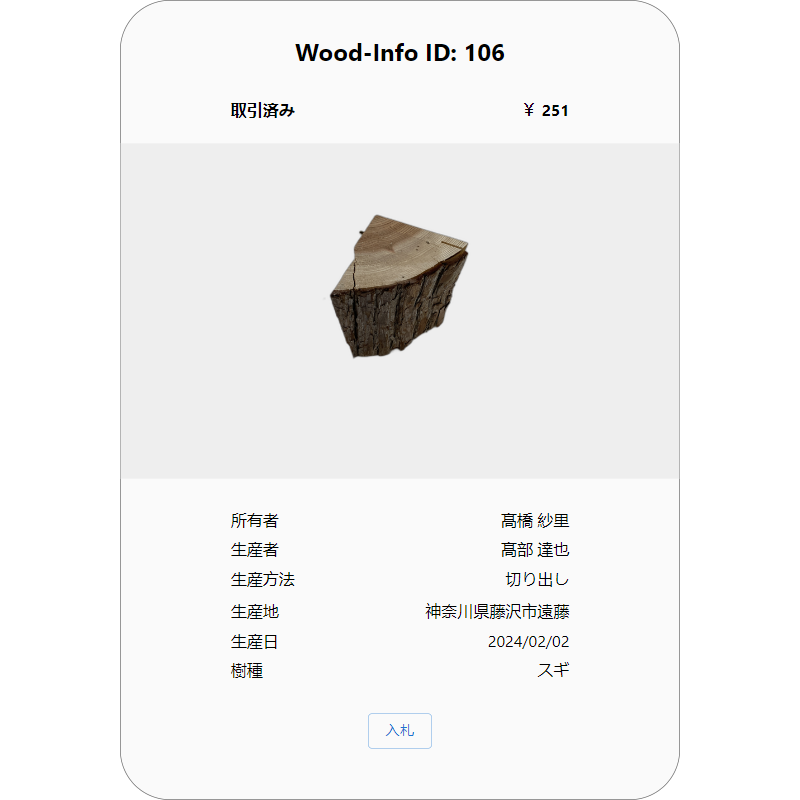 Wood-Info ID: 106
取引済み ￥ 251
所有者 髙橋 紗里
生産者 髙部 達也
生産方法 切り出し
生産地 神奈川県藤沢市遠藤
生産日 2024/02/02
樹種 スギ
入札